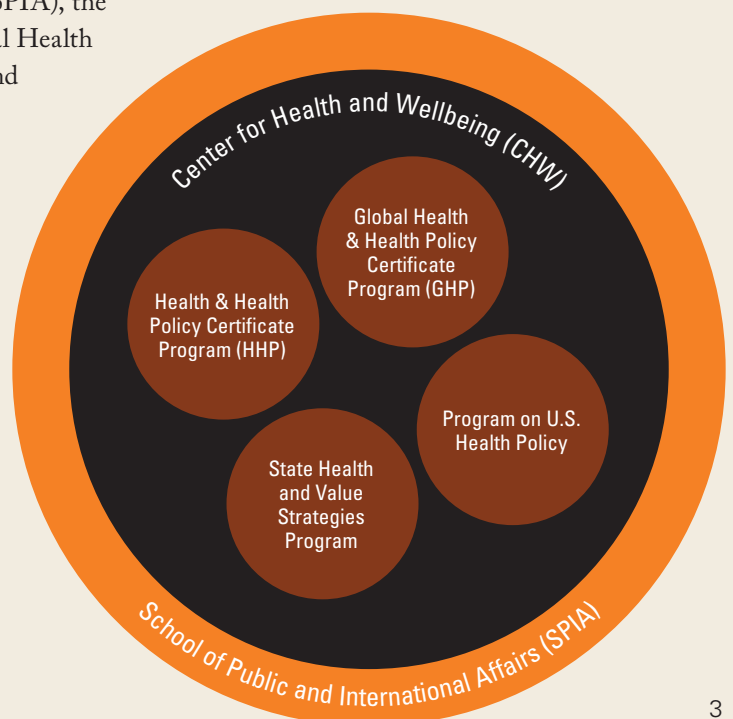 SPIA), the
al Health
nd
Center for Health and Wellbeing (CHW)
Global Health
& Health Policy
Certificate
Program (GHP)
Health & Health
Policy Certificate
Program (HHP)
Program on U.S.
Health Policy
State Health
and Value
Strategies
Program
School of Public and International Affairs (SPIA)
3